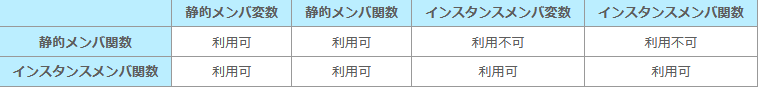 静的メンバ変数 静的メンバ関数 インスタンスメンバ変数 インスタンスメンバ関数
静的メンバ関数 利用可 利用可 利用不可 利用不可
インスタンスメンバ関数 利用可 利用可 利用可 利用可